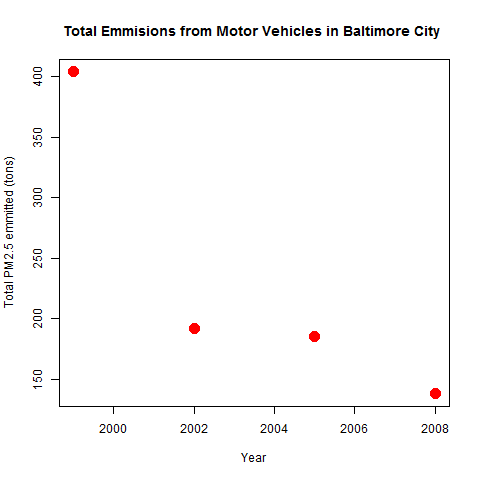 Total Emmisions from Motor Vehicles in Baltimore City
Total PM2.5 emmitted (tons)
400
350
300
250
200
150
2000 2002 2004 2006 2008
Year